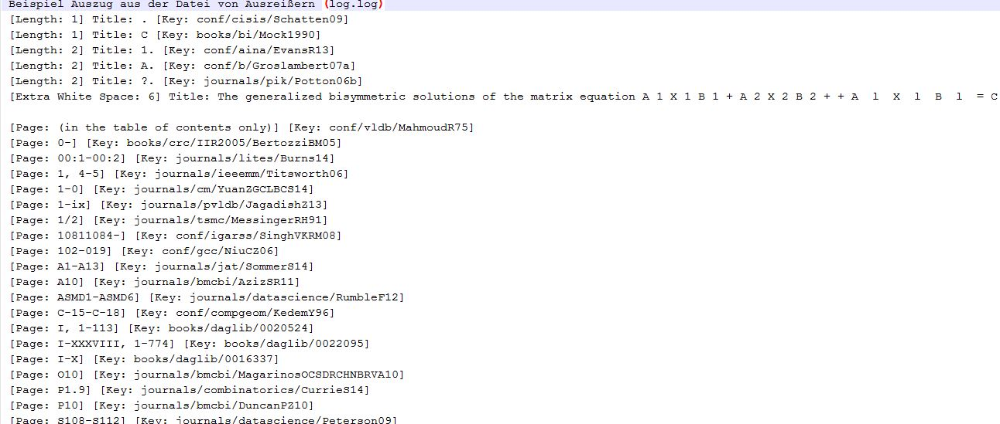 Beispiel Auszug aus der Datei von Ausreißern (log.log)
[Length: 1] Title: . [Key: conf/cisis/Schatten09]
[Length: 1] Title: C [Key: books/bi/Mock1990]
[Length: 2] Title: 1. [Key: conf/aina/EvansR13]
[Length: 2] Title: A. [Key: conf/b/Groslambert07a]
[Length: 2] Title: ?. [Key: journals/pik/Potton06b]
[Extra White Space: 6] Title: The generalized bisymmetric solutions of the matrix equation A 1 X 1 B 1 + A 2 X 2 B 2 + + A  l  X  l  B  l  = C
[Page: (in the table of contents only)] [Key: conf/vldb/MahmoudR75]
[Page: 0-] [Key: books/crc/IIR2005/BertozziBM05]
[Page: 00:1-00:2] [Key: journals/lites/Burns14]
[Page: 1, 4-5] [Key: journals/ieeemm/Titsworth06]
[Page: 1-0] [Key: journals/cm/YuanZGCLBCS14]
[Page: 1-ix] [Key: journals/pvldb/JagadishZ13]
[Page: 1/2] [Key: journals/tsmc/MessingerRH91]
[Page: 10811084-] [Key: conf/igarss/SinghVKRM08]
[Page: 102-019] [Key: conf/gcc/NiuCZ06]
[Page: A1-A13] [Key: journals/jat/SommerS14]
[Page: A10] [Key: journals/bmcbi/AzizSR11]
[Page: ASMD1-ASMD6] [Key: journals/datascience/RumbleF12]
[Page: C-15-C-18] [Key: conf/compgeom/KedemY96]
[Page: I, 1-113] [Key: books/daglib/0020524]
[Page: I-XXXVIII, 1-774] [Key: books/daglib/0022095]
[Page: I-X] [Key: books/daglib/0016337]
[Page: O10] [Key: journals/bmcbi/MagarinosOCSDRCHNBRVA10]
[Page: P1.9] [Key: journals/combinatorics/CurrieS14]
[Page: P10] [Key: journals/bmcbi/DuncanPZ10]
[Page: S108-S112] [Key: journals/datascience/Peterson09]